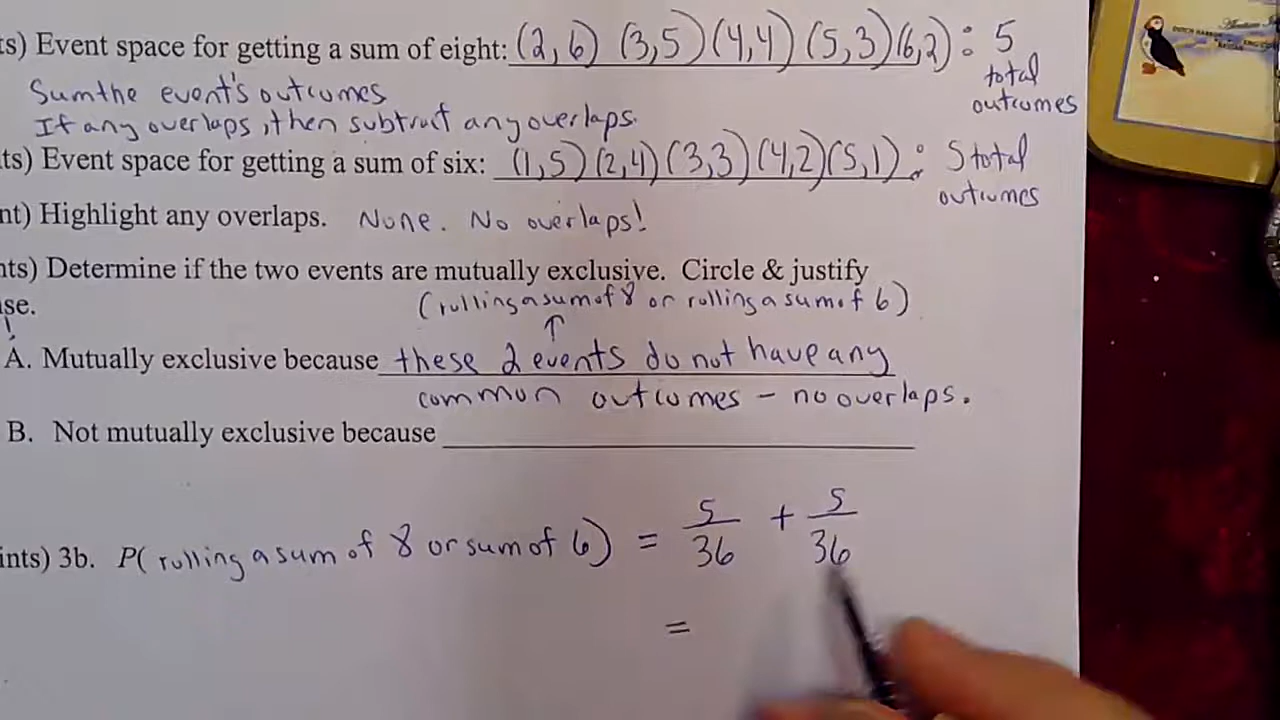 ts) Event space for getting a sum of eight: (2,6) (3,5) (4,4) (5,3) (6,2) : 5
total
outcomes
Sum the event's outcomes
If any overlaps, then subtract any overlaps.
ts) Event space for getting a sum of six: (1,5) (2,4) (3,3) (4,2) (5,1) : 5 total
outcomes
nt) Highlight any overlaps. None. No overlaps!
nts) Determine if the two events are mutually exclusive. Circle & justify
se.
(rolling a sum of 8 or rolling a sum of 6)
A. Mutually exclusive because these 2 events do not have any
common outcomes - no overlaps.
B. Not mutually exclusive because
ints) 3b. P( rolling a sum of 8 or sum of 6) = 5/36 + 5/36
=
DUTCH HARBOR